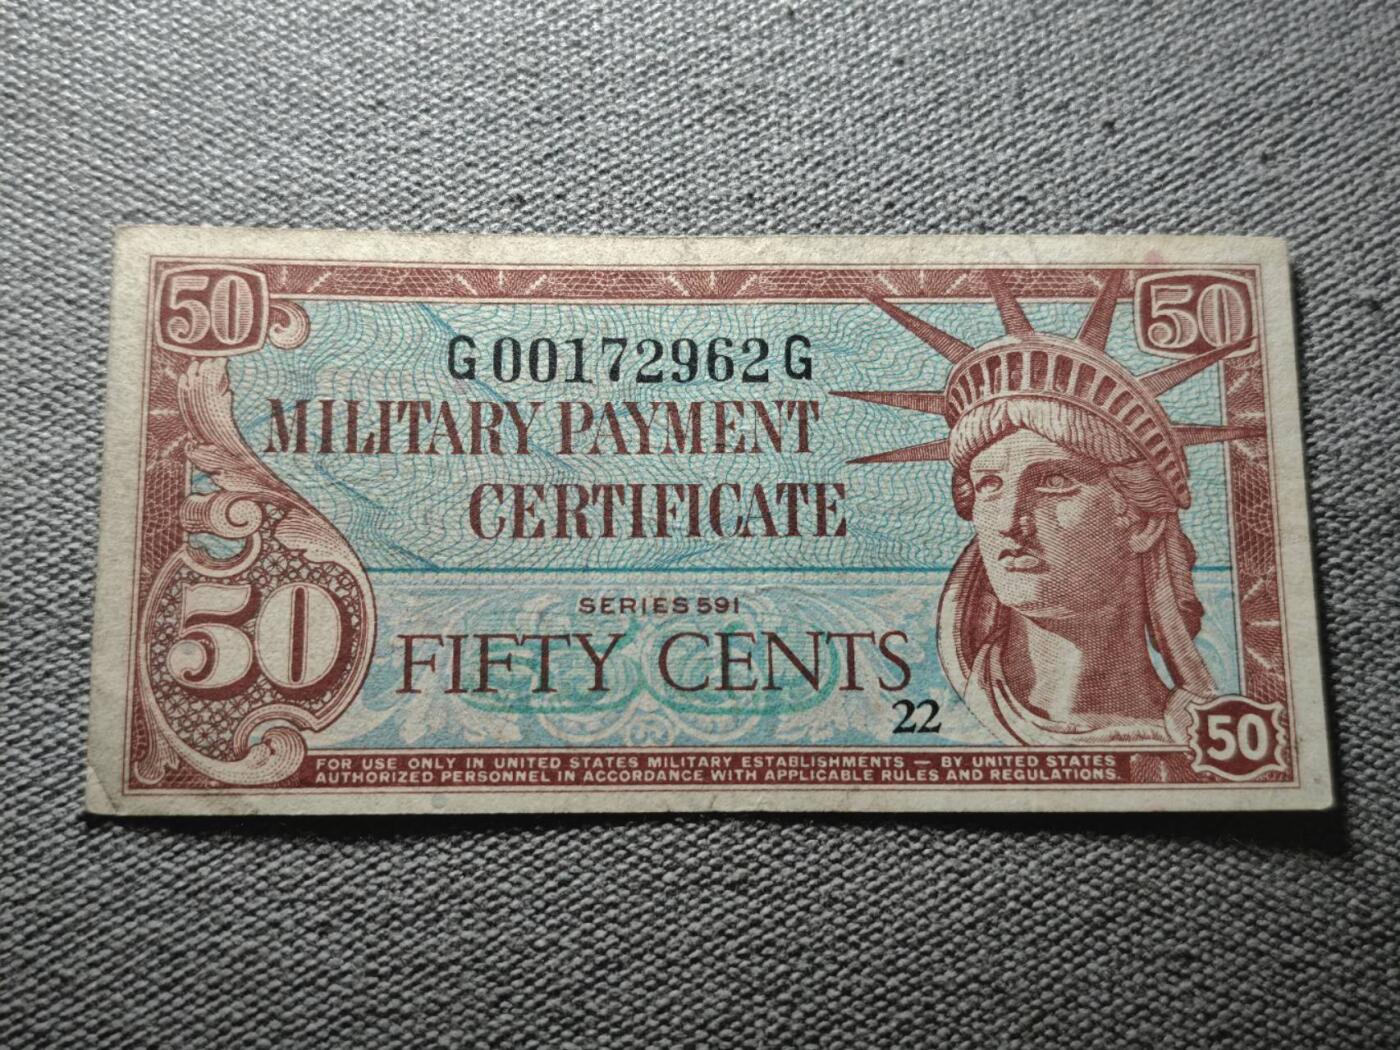 50 50
G00172962G
MILITARY PAYMENT
CERTIFICATE
SERIES 591
50 FIFTY CENTS
22
50
FOR USE ONLY IN UNITED STATES MILITARY ESTABLISHMENTS — BY UNITED STATES
AUTHORIZED PERSONNEL IN ACCORDANCE WITH APPLICABLE RULES AND REGULATIONS.